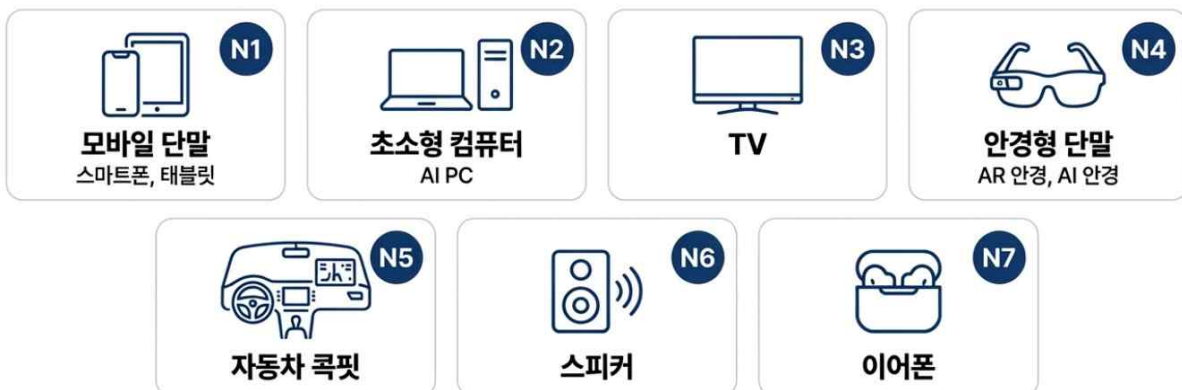 N1
모바일 단말
스마트폰, 태블릿
N2
초소형 컴퓨터
AI PC
N3
TV
N4
안경형 단말
AR 안경, AI 안경
N5
자동차 콕핏
N6
스피커
N7
이어폰